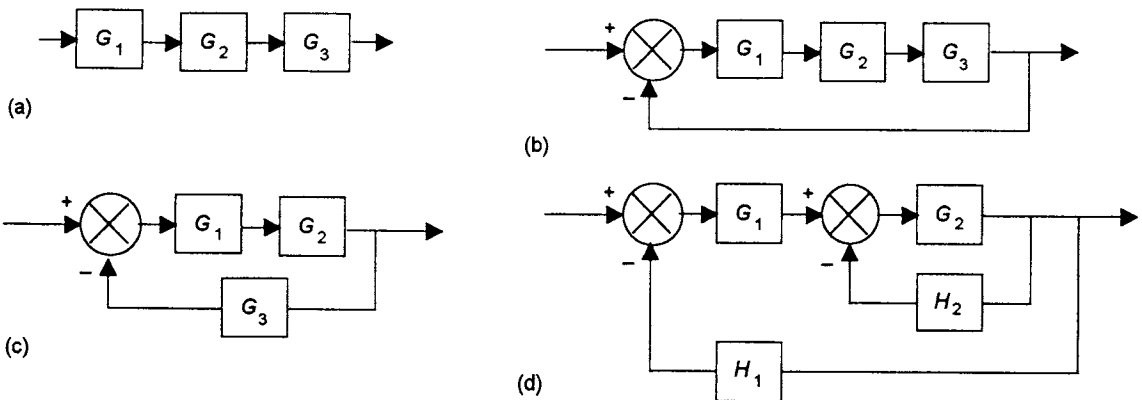 G1 G2 G3
(a)
+ G1 G2 G3
−
(b)
+ G1 G2
−
G3
(c)
+ G1 + G2
− −
H2
H1
(d)